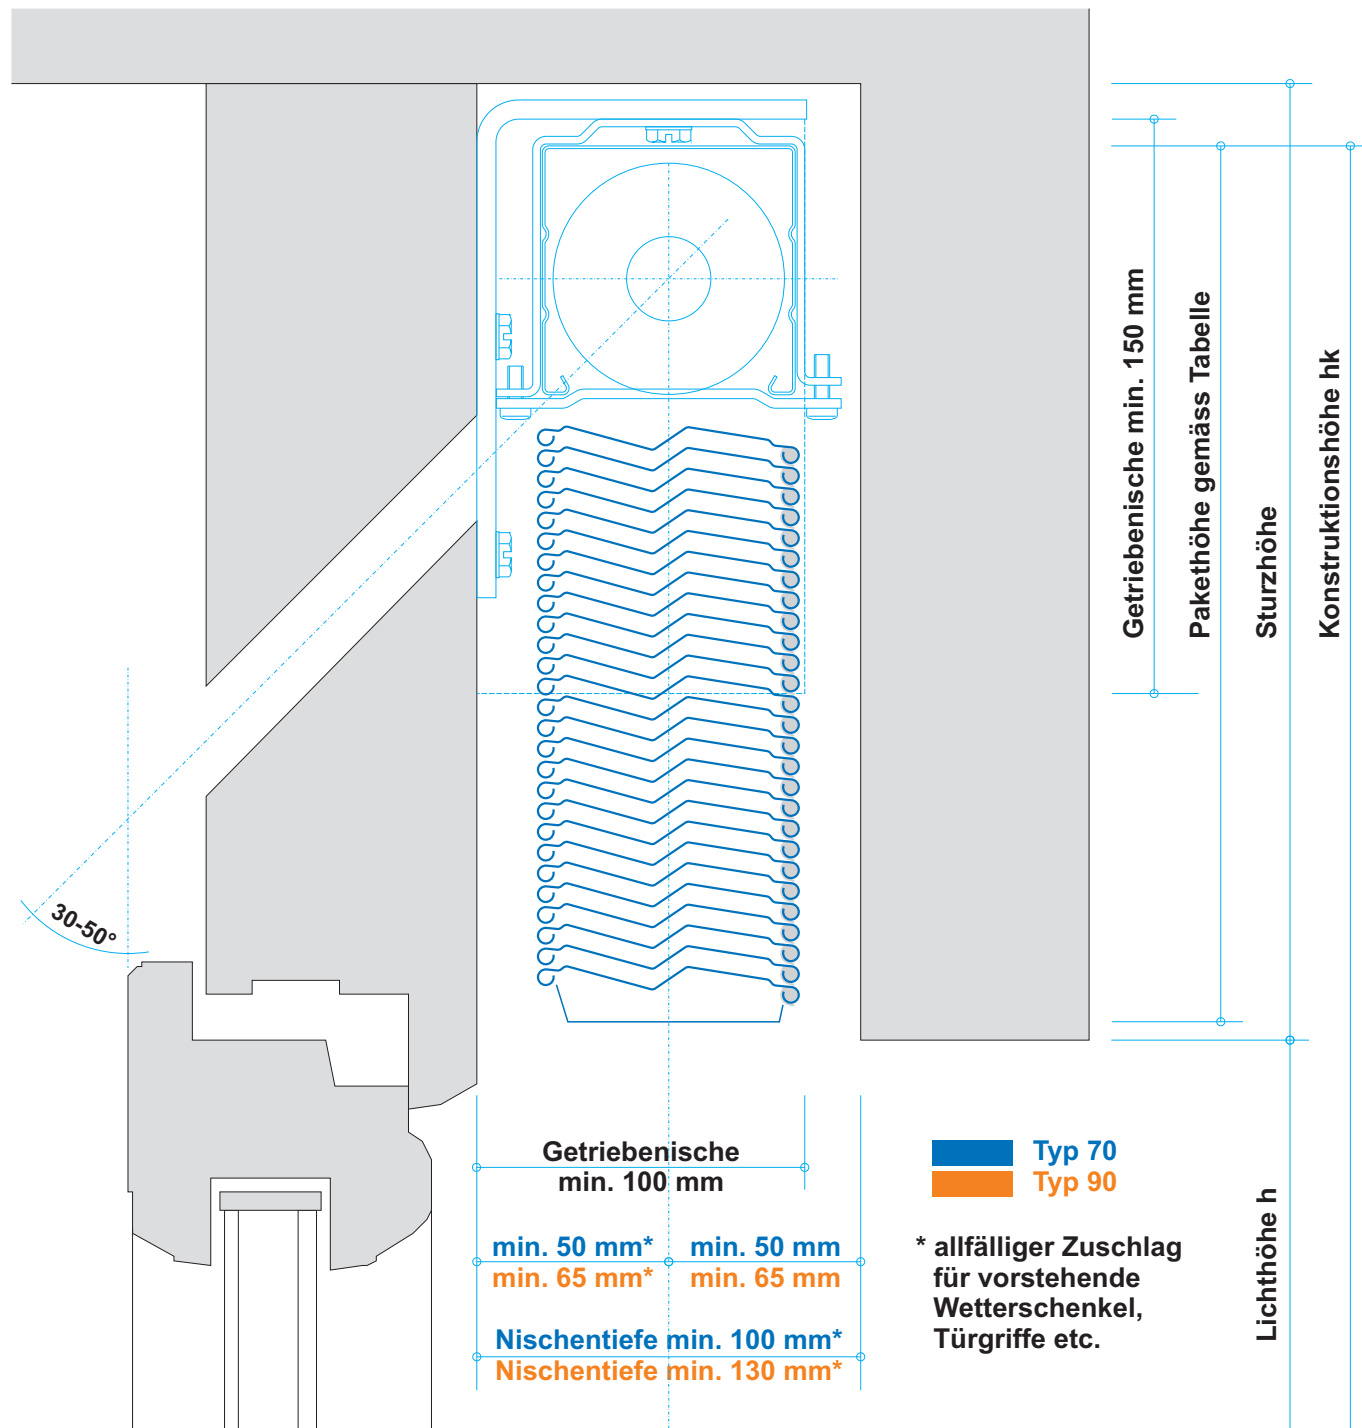 Getriebenische min. 150 mm
Pakethöhe gemäss Tabelle
Sturzhöhe
Konstruktionshöhe hk
30-50°
Getriebenische
min. 100 mm
Typ 70
Typ 90
min. 50 mm* min. 50 mm
min. 65 mm* min. 65 mm
* allfälliger Zuschlag
für vorstehende
Wetterschenkel,
Türgriffe etc.
Lichthöhe h
Nischentiefe min. 100 mm*
Nischentiefe min. 130 mm*